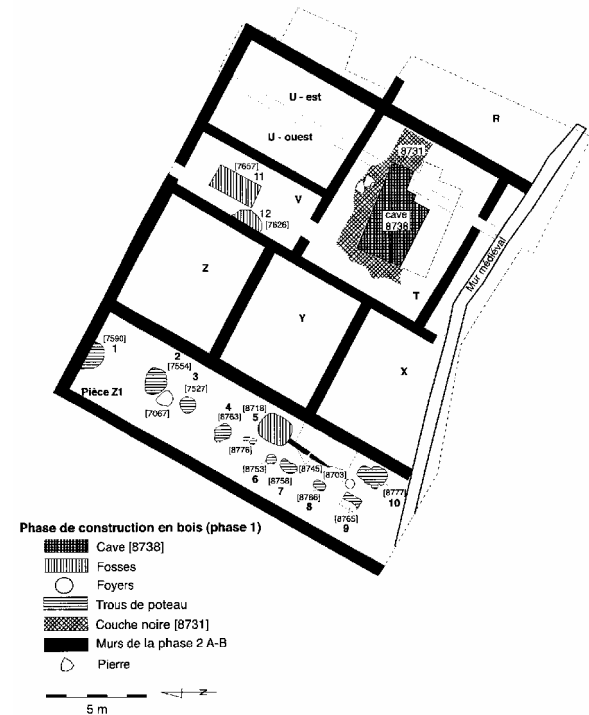 U - est
R
U - ouest
8731
[7657]
11
V
cave
8738
12
[7626]
Mur médiéval
Z
T
Y
X
[7590]
1
2
[7554]
3
[7527]
Pièce Z1
[7067]
4
[8763]
[8718]
5
[8776]
[8753]
6
[8758]
7
[8745]
[8703]
[8766]
8
[8765]
9
[8777]
10
Phase de construction en bois (phase 1)
Cave [8738]
Fosses
Foyers
Trous de poteau
Couche noire [8731]
Murs de la phase 2 A-B
Pierre
5 m
N